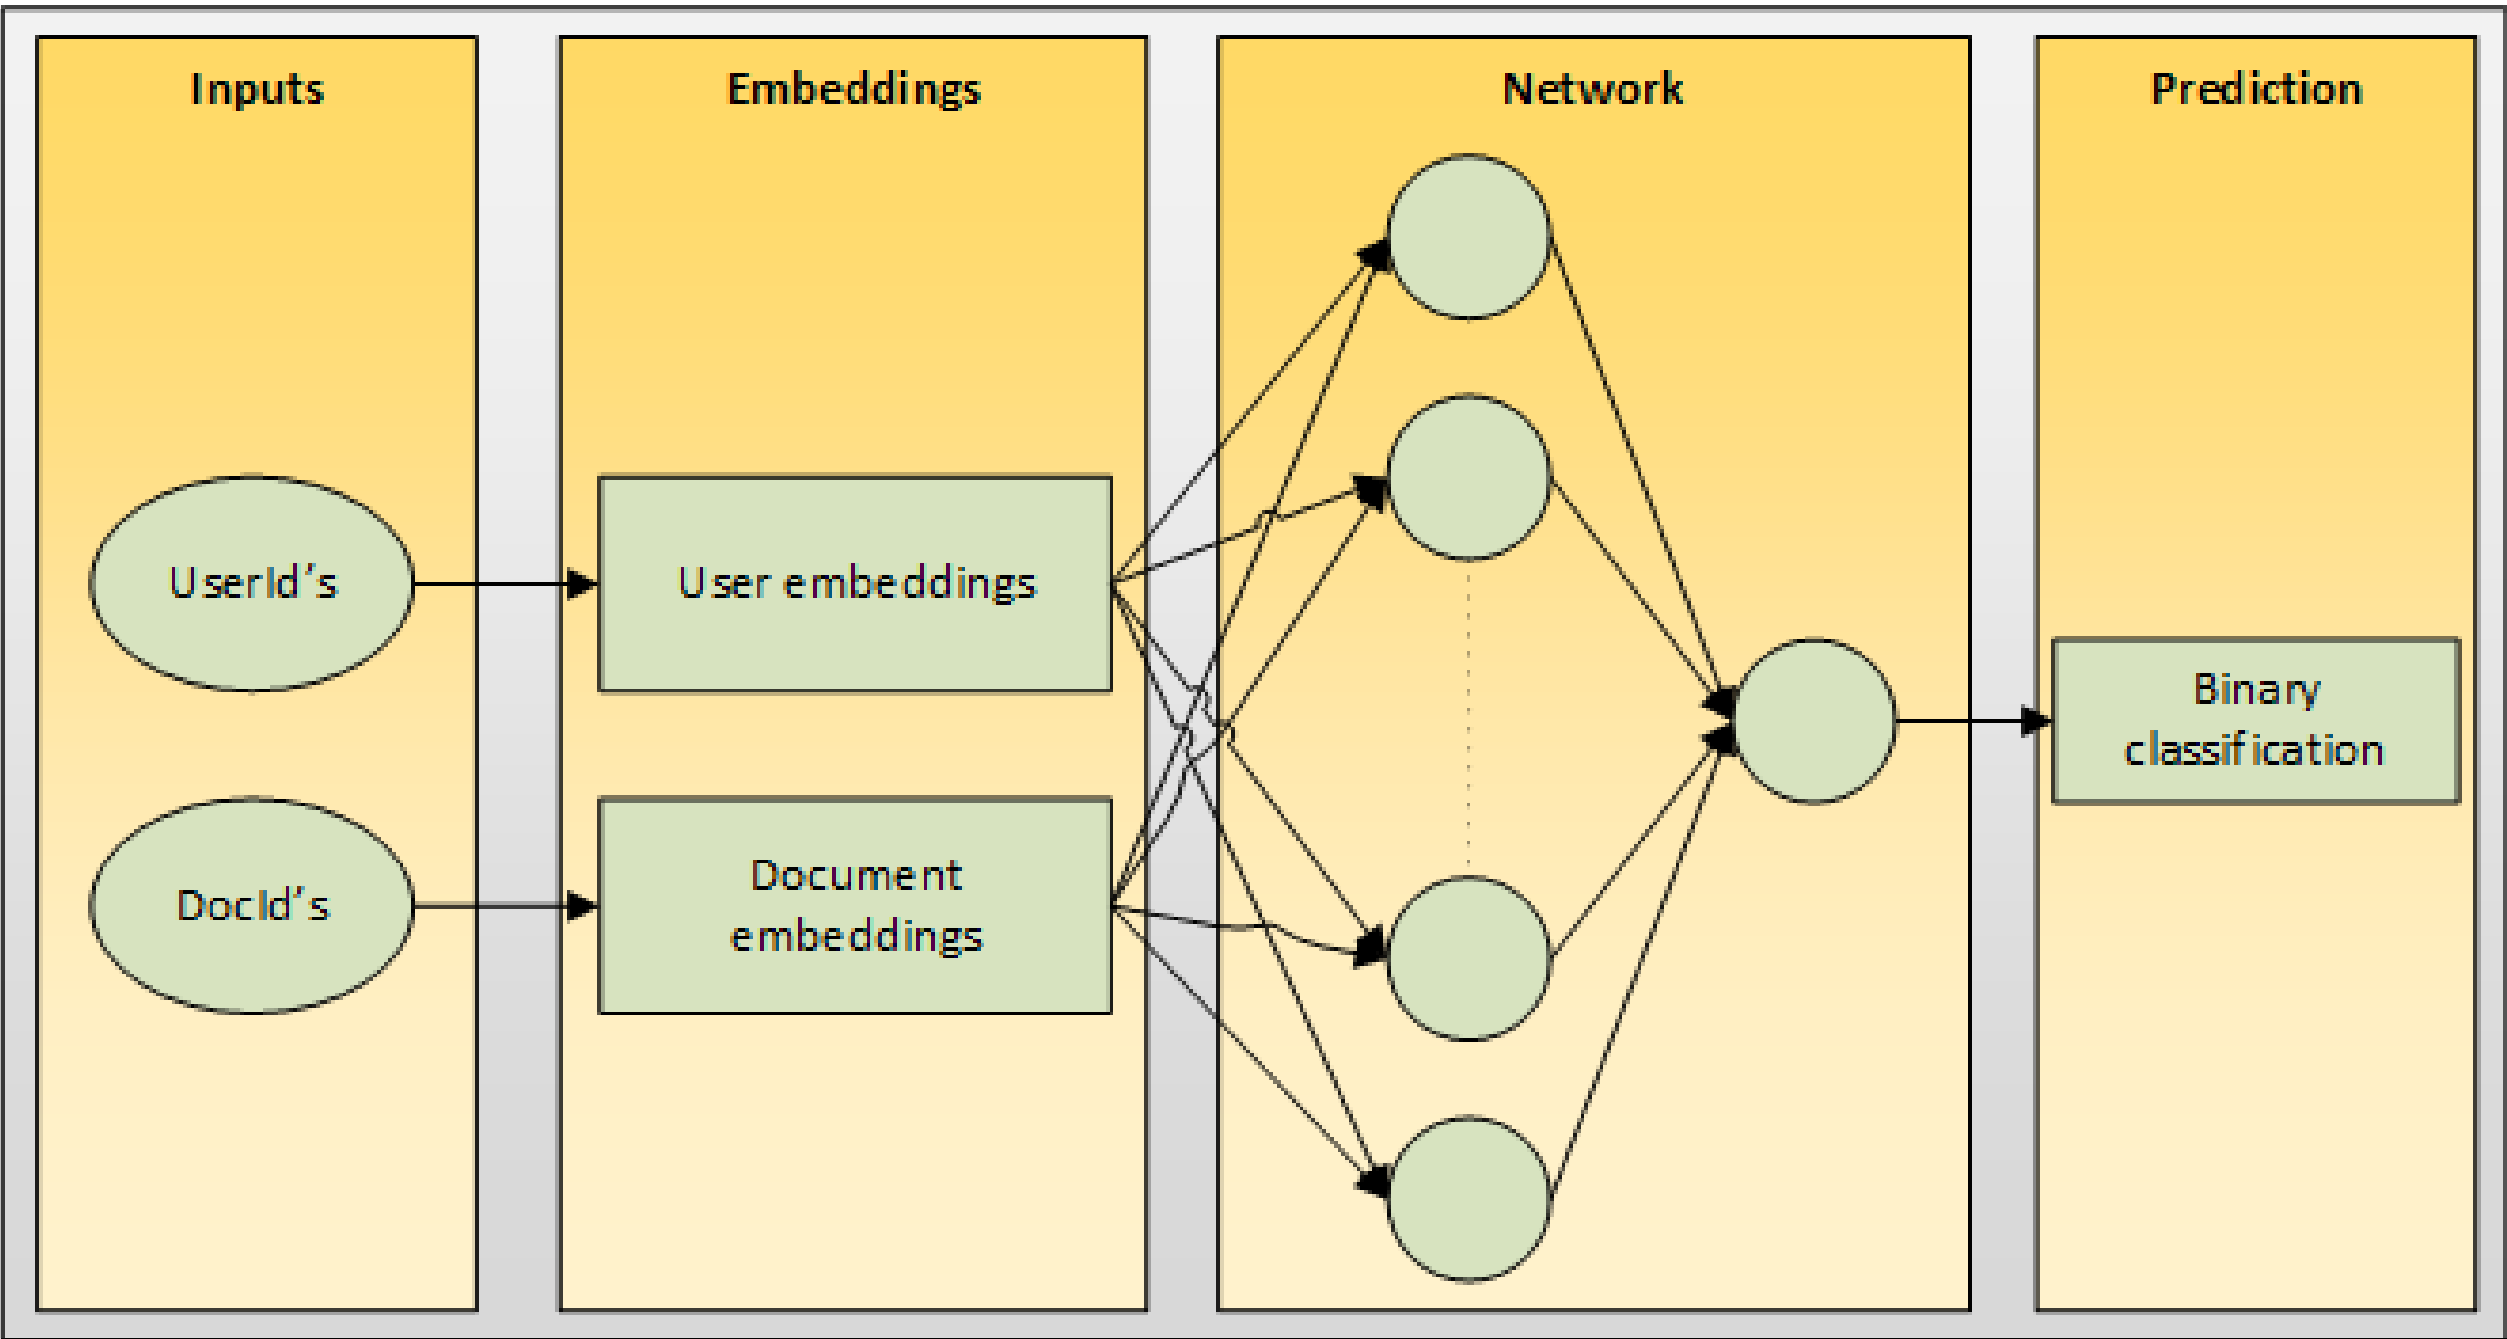 Inputs
Embeddings
Network
Prediction
UserId's
User embeddings
DocId's
Document
embeddings
Binary
classification